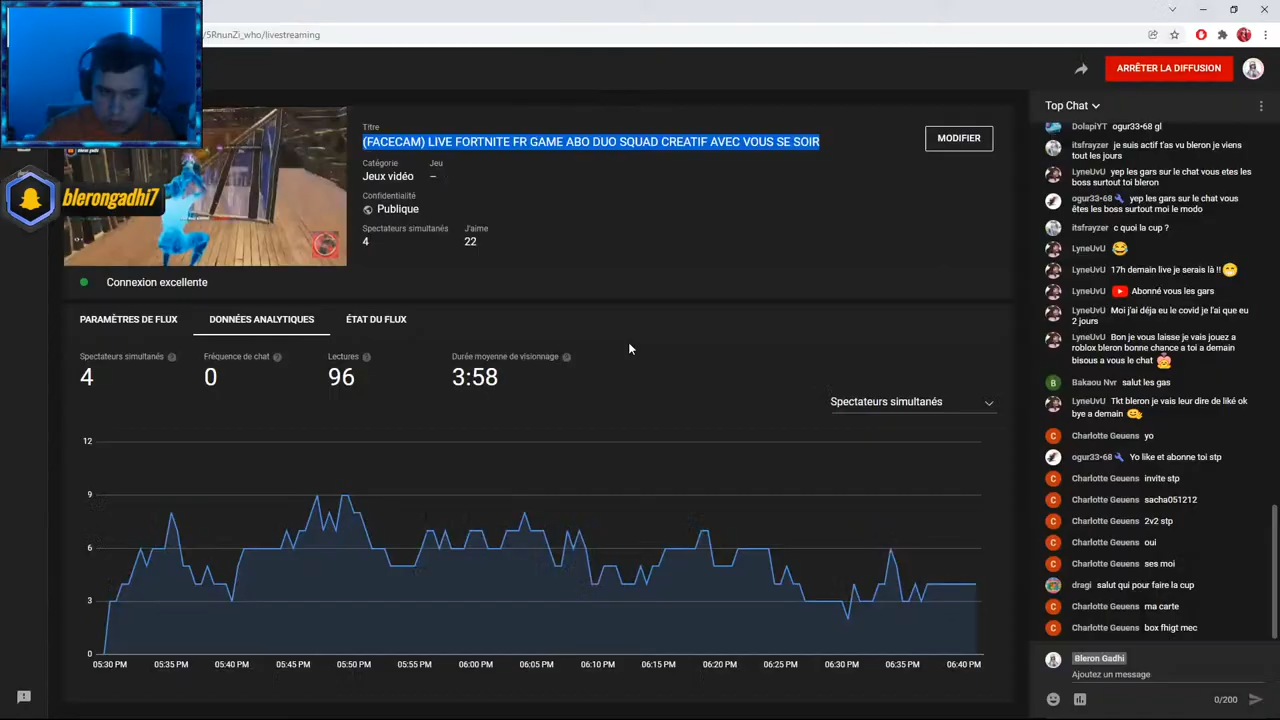 /5RnunZi_who/livestreaming
ARRÊTER LA DIFFUSION
blerongadhi7
Titre
(FACECAM) LIVE FORTNITE FR GAME ABO DUO SQUAD CREATIF AVEC VOUS SE SOIR
MODIFIER
Catégorie Jeu
Jeux vidéo –
Confidentialité
Publique
Spectateurs simultanés J'aime
4 22
Connexion excellente
PARAMÈTRES DE FLUX DONNÉES ANALYTIQUES ÉTAT DU FLUX
Spectateurs simultanés Fréquence de chat Lectures Durée moyenne de visionnage
4 0 96 3:58
Spectateurs simultanés
12
9
6
3
0
05:30 PM 05:35 PM 05:40 PM 05:45 PM 05:50 PM 05:55 PM 06:00 PM 06:05 PM 06:10 PM 06:15 PM 06:20 PM 06:25 PM 06:30 PM 06:35 PM 06:40 PM
Top Chat
DolapiYT ogur33•68 gl
itsfrayzer je suis actif t'as vu bleron je viens
tout les jours
LyneUvU yep les gars sur le chat vous etes les
boss surtout toi bleron
ogur33•68 yep les gars sur le chat vous
êtes les boss surtout moi le modo
itsfrayzer c quoi la cup ?
LyneUvU 😂
LyneUvU 17h demain live je serais là !! 😁
LyneUvU Abonné vous les gars
LyneUvU Moi j'ai déja eu le covid je l'ai que eu
2 jours
LyneUvU Bon je vous laisse je vais jouez a
roblox bleron bonne chance a toi a demain
bisous a vous le chat
Bakaou Nvr salut les gas
LyneUvU Tkt bleron je vais leur dire de liké ok
bye a demain
Charlotte Geuens yo
ogur33•68 Yo like et abonne toi stp
Charlotte Geuens invite stp
Charlotte Geuens sacha051212
Charlotte Geuens 2v2 stp
Charlotte Geuens oui
Charlotte Geuens ses moi
dragi salut qui pour faire la cup
Charlotte Geuens ma carte
Charlotte Geuens box fhigt mec
Bleron Gadhi
Ajoutez un message
0/200